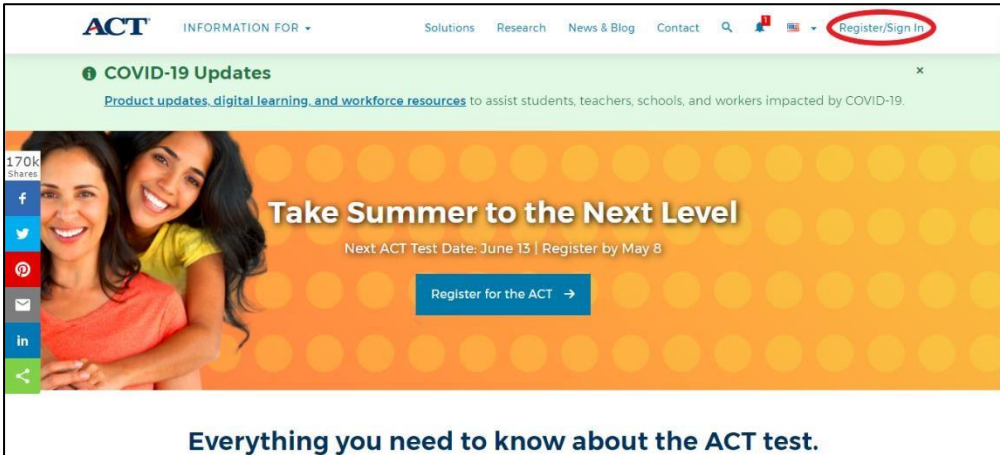 ACT INFORMATION FOR Solutions Research News & Blog Contact 1 Register/Sign In
COVID-19 Updates ×
Product updates, digital learning, and workforce resources to assist students, teachers, schools, and workers impacted by COVID-19.
170k
Shares
f
in
Take Summer to the Next Level
Next ACT Test Date: June 13 | Register by May 8
Register for the ACT →
Everything you need to know about the ACT test.